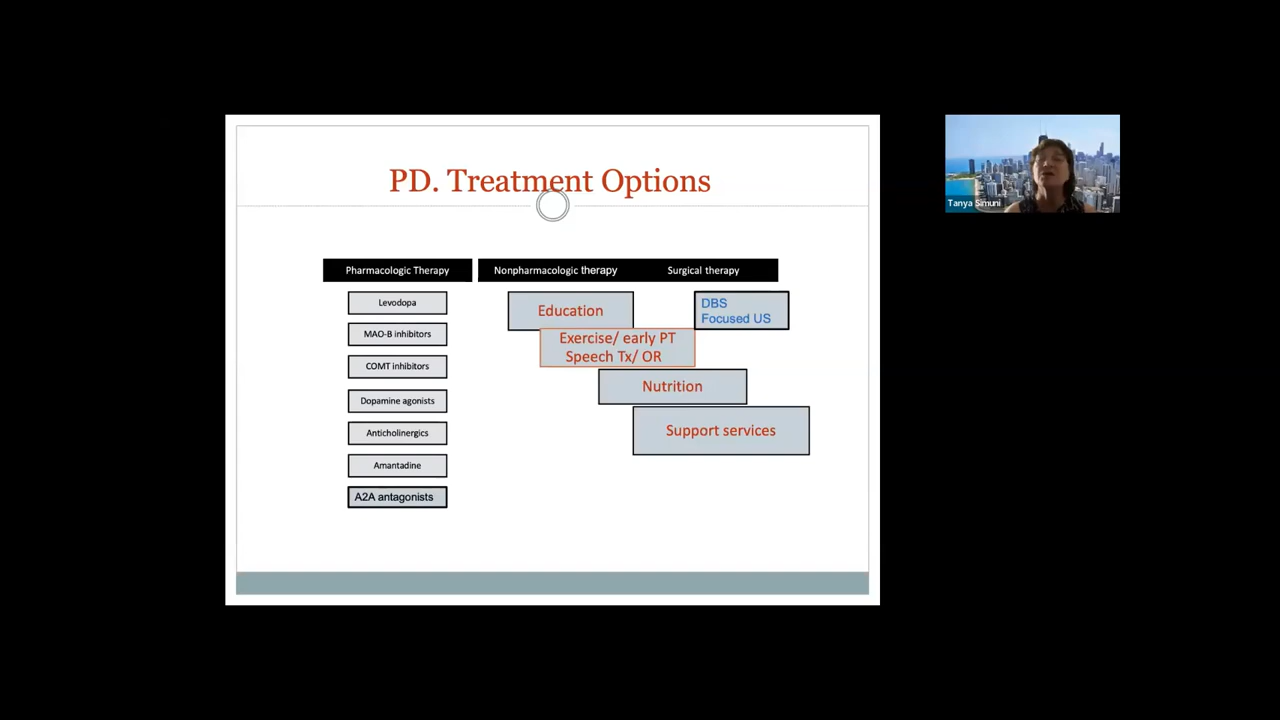 PD. Treatment Options
Tanya Simuni
Pharmacologic Therapy
Nonpharmacologic therapy
Surgical therapy
Levodopa
MAO-B inhibitors
COMT inhibitors
Dopamine agonists
Anticholinergics
Amantadine
A2A antagonists
Education
Exercise/ early PT
Speech Tx/ OR
Nutrition
Support services
DBS
Focused US